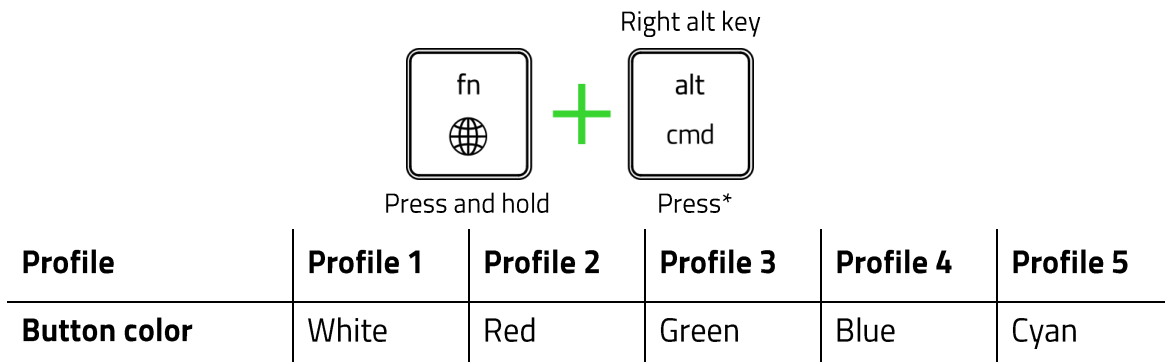 Right alt key
fn
alt
cmd
Press and hold
Press*
Profile Profile 1 Profile 2 Profile 3 Profile 4 Profile 5
Button color White Red Green Blue Cyan